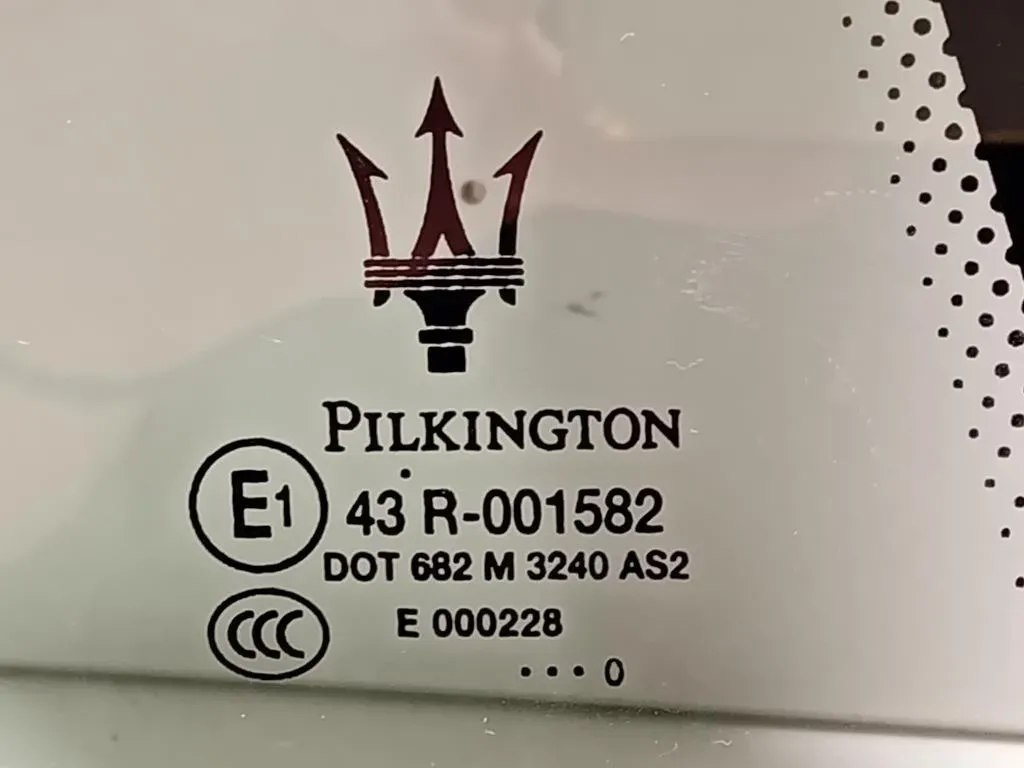 PILKINGTON
E1 43 R-001582
DOT 682 M 3240 AS2
CCC E 000228
···0